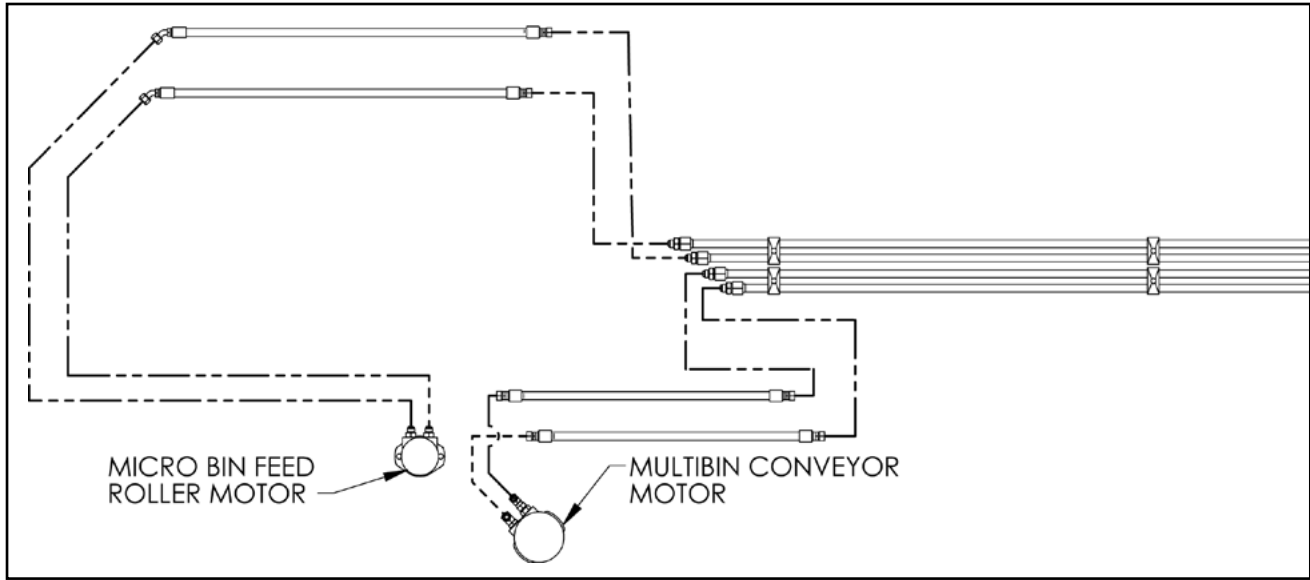 MICRO BIN FEED
ROLLER MOTOR
MULTIBIN CONVEYOR
MOTOR